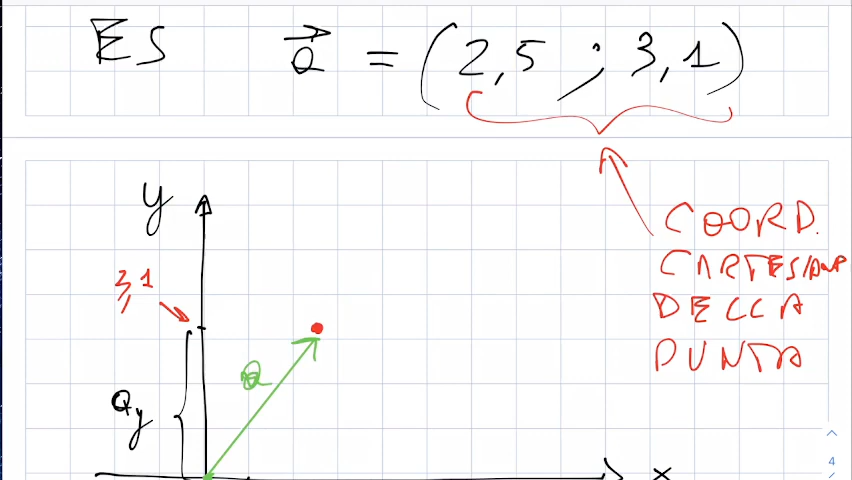 ES a = (2,5 ; 3,1)
y
COORD.
CARTESIANE
DELLA
PUNTA
3,1
a
ay
x
4